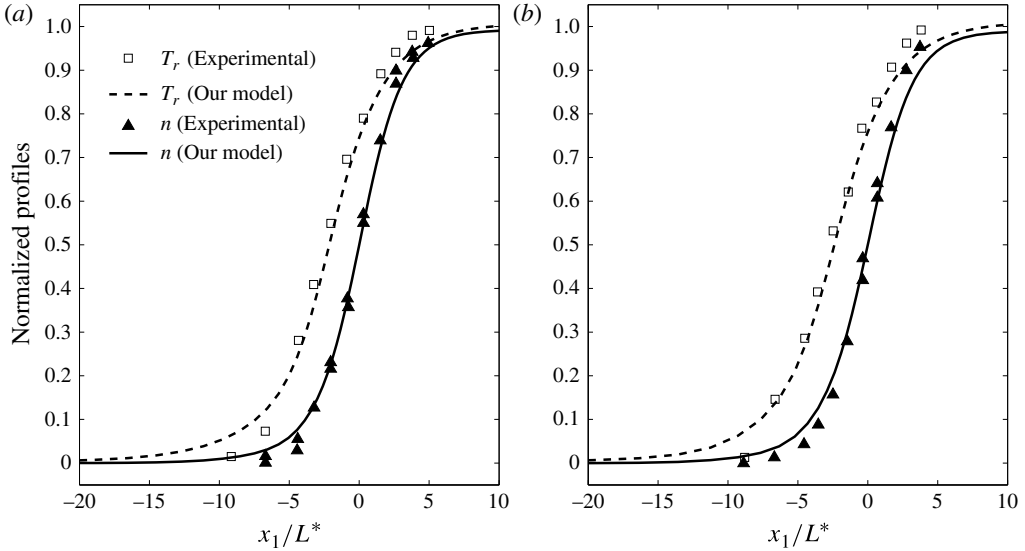 (a)
1.0
0.9
0.8
0.7
0.6
0.5
0.4
0.3
0.2
0.1
0
Normalized profiles
T_r (Experimental)
T_r (Our model)
n (Experimental)
n (Our model)
−20 −15 −10 −5 0 5 10
x_1/L*
(b)
1.0
0.9
0.8
0.7
0.6
0.5
0.4
0.3
0.2
0.1
0
−20 −15 −10 −5 0 5 10
x_1/L*